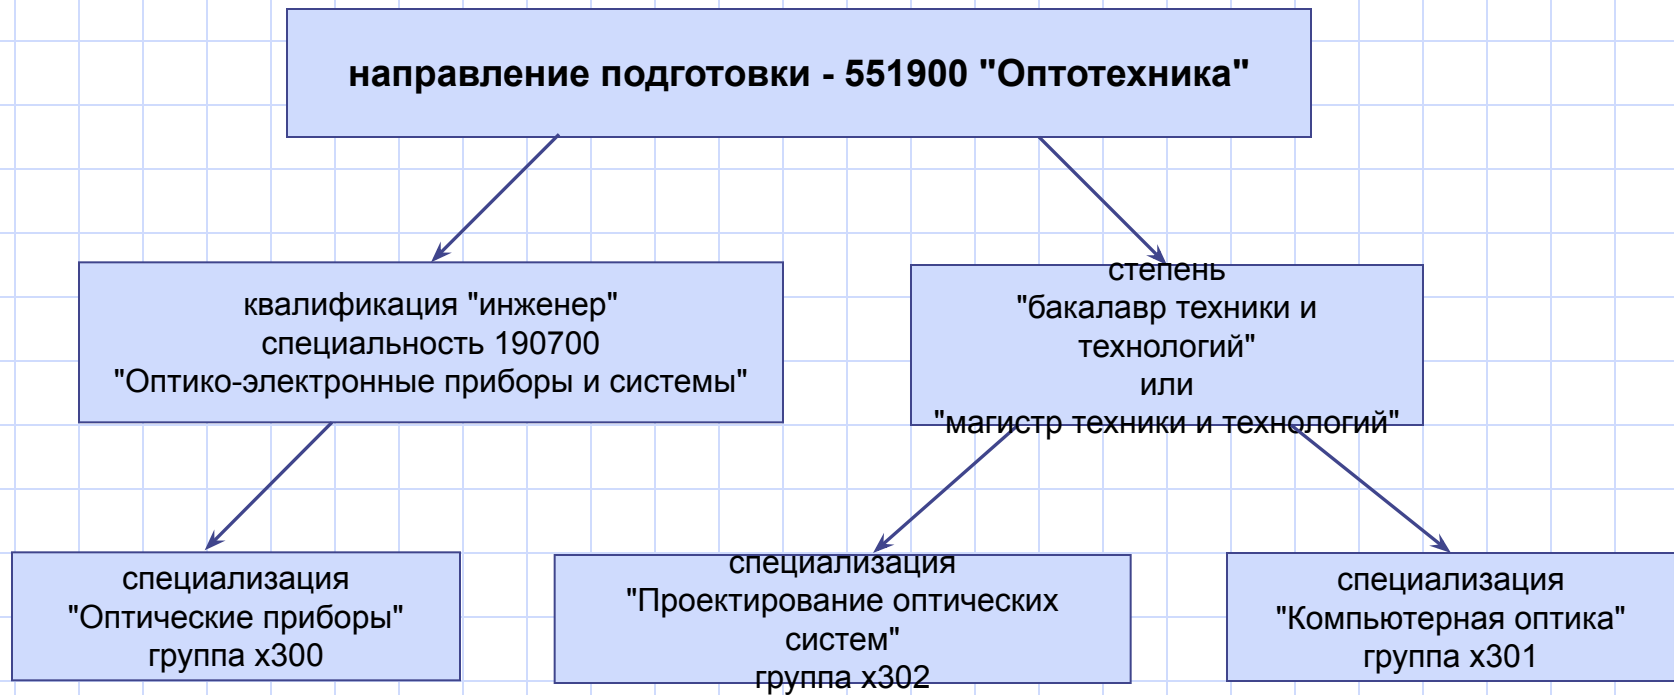 направление подготовки - 551900 "Оптотехника"
квалификация "инженер"
специальность 190700
"Оптико-электронные приборы и системы"
степень
"бакалавр техники и
технологий"
или
"магистр техники и технологий"
специализация
"Оптические приборы"
группа х300
специализация
"Проектирование оптических
систем"
группа х302
специализация
"Компьютерная оптика"
группа х301